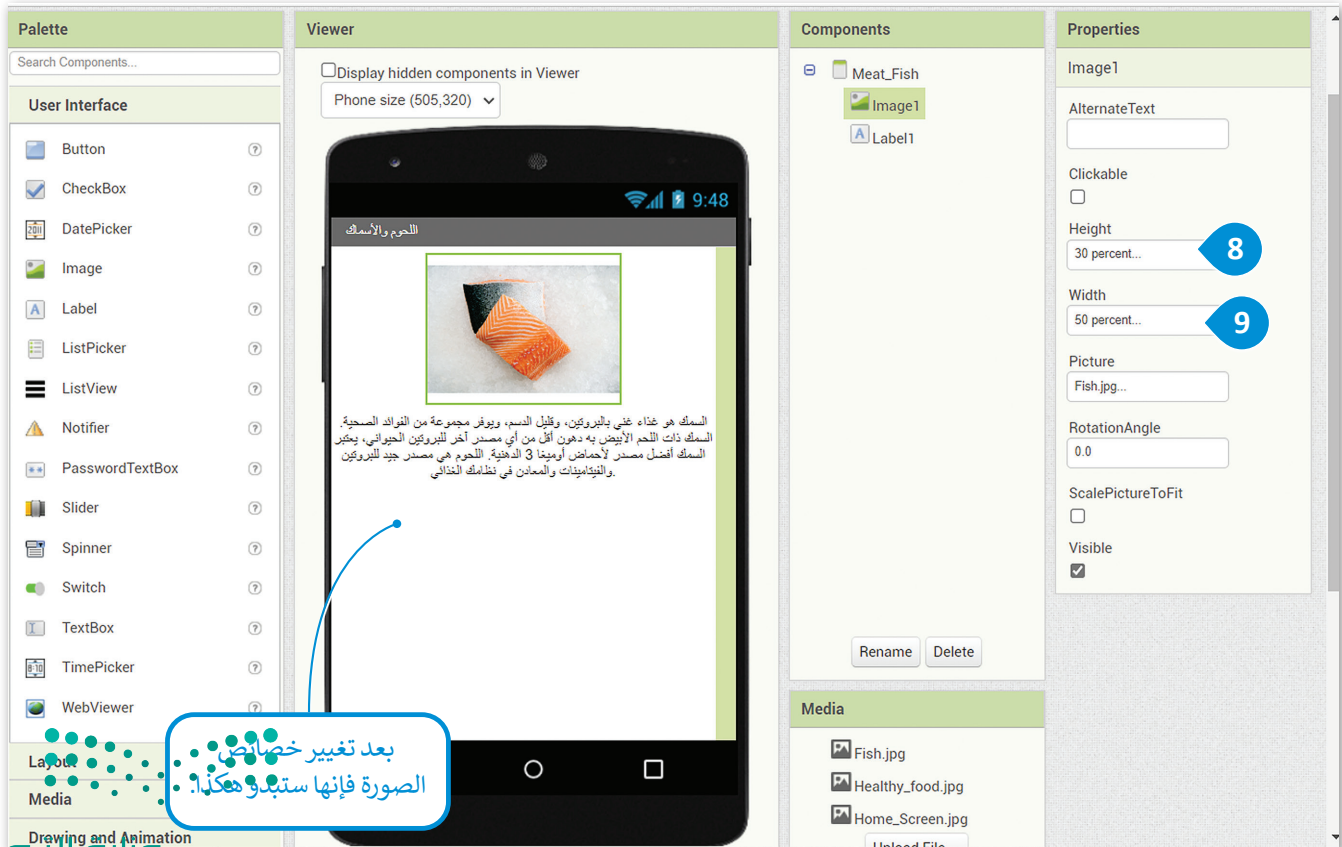 Palette
Search Components...
User Interface
Button
CheckBox
DatePicker
Image
Label
ListPicker
ListView
Notifier
PasswordTextBox
Slider
Spinner
Switch
TextBox
TimePicker
WebViewer
Layout
Media
Drawing and Animation
Viewer
Display hidden components in Viewer
Phone size (505,320)
9:48
اللحوم والأسماك
السمك هو غذاء غني بالبروتين، وقليل الدسم، ويوفر مجموعة من الفوائد الصحية.
السمك ذات اللحم الأبيض به دهون أقل من أي مصدر آخر للبروتين الحيواني، يعتبر
السمك أفضل مصدر لأحماض أوميغا 3 الدهنية. اللحوم هي مصدر جيد للبروتين
والفيتامينات والمعادن في نظامك الغذائي.
بعد تغيير خصائص
الصورة فإنها ستبدو هكذا.
Components
Meat_Fish
Image1
Label1
Rename
Delete
Media
Fish.jpg
Healthy_food.jpg
Home_Screen.jpg
Upload File
Properties
Image1
AlternateText
Clickable
Height
30 percent...
8
Width
50 percent...
9
Picture
Fish.jpg...
RotationAngle
0.0
ScalePictureToFit
Visible